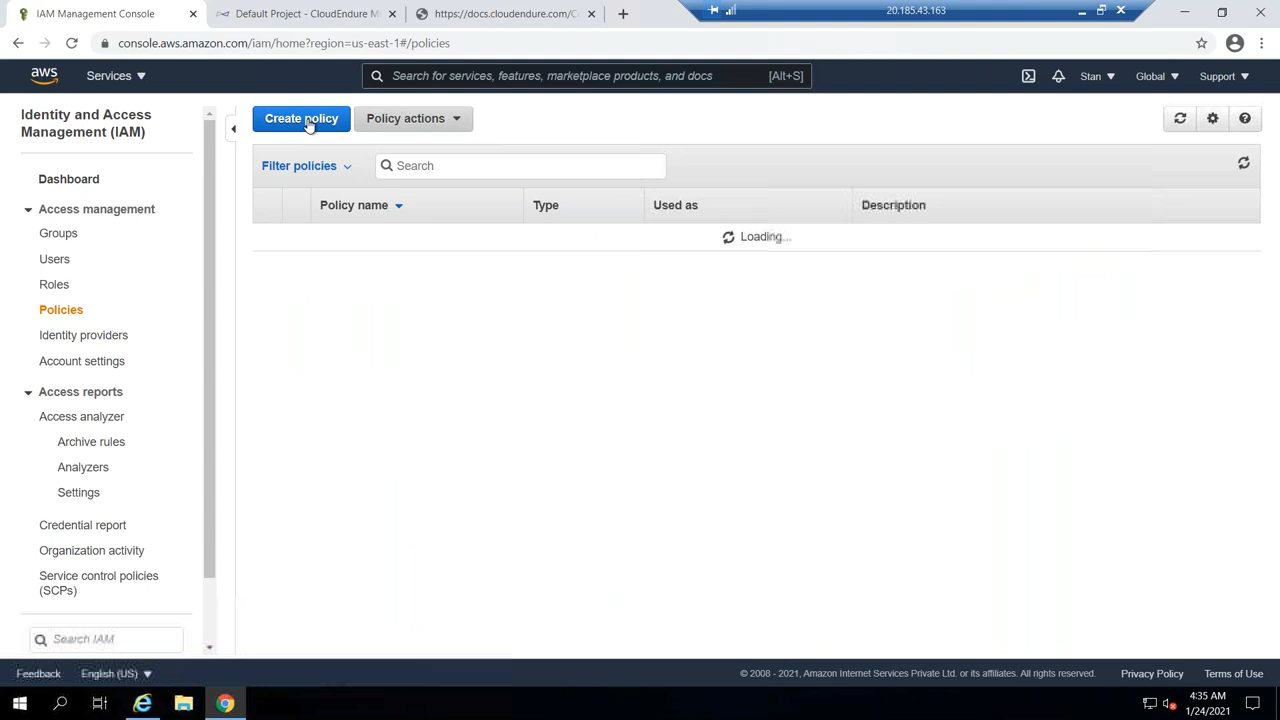 IAM Management Console
Default Project - CloudEndure M
https://docs.cloudendure.com/C
20.185.43.163
console.aws.amazon.com/iam/home?region=us-east-1#/policies
aws
Services
Search for services, features, marketplace products, and docs
[Alt+S]
Stan
Global
Support
Identity and Access
Management (IAM)
Dashboard
Access management
Groups
Users
Roles
Policies
Identity providers
Account settings
Access reports
Access analyzer
Archive rules
Analyzers
Settings
Credential report
Organization activity
Service control policies
(SCPs)
Search IAM
Create policy
Policy actions
Filter policies
Search
Policy name
Type
Used as
Description
Loading...
Feedback
English (US)
© 2008 - 2021, Amazon Internet Services Private Ltd. or its affiliates. All rights reserved.
Privacy Policy
Terms of Use
4:35 AM
1/24/2021